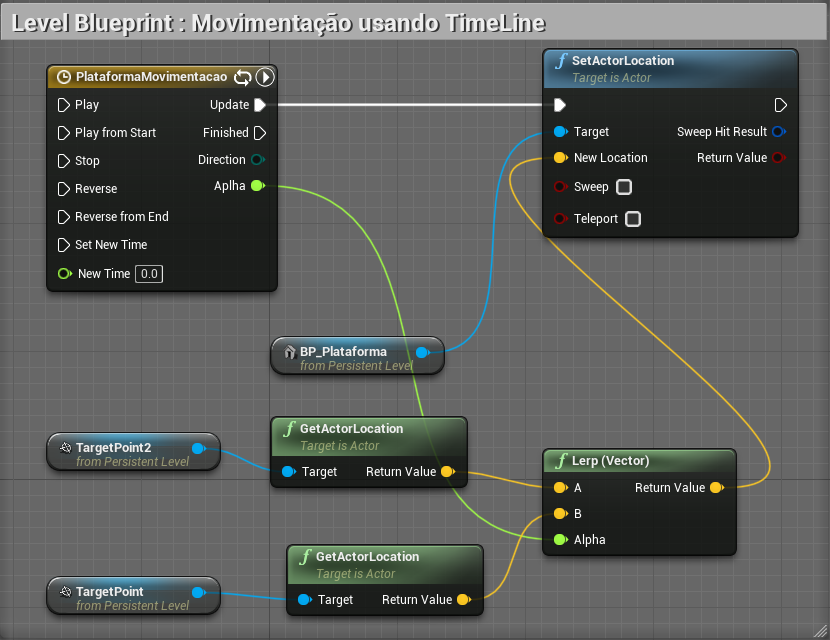 Level Blueprint : Movimentação usando TimeLine
PlataformaMovimentacao
Play
Update
Play from Start
Finished
Stop
Direction
Reverse
Aplha
Reverse from End
Set New Time
New Time 0.0
SetActorLocation
Target is Actor
Target
Sweep Hit Result
New Location
Return Value
Sweep
Teleport
BP_Plataforma
from Persistent Level
TargetPoint2
from Persistent Level
GetActorLocation
Target is Actor
Target
Return Value
Lerp (Vector)
A
Return Value
B
Alpha
GetActorLocation
Target is Actor
Target
Return Value
TargetPoint
from Persistent Level